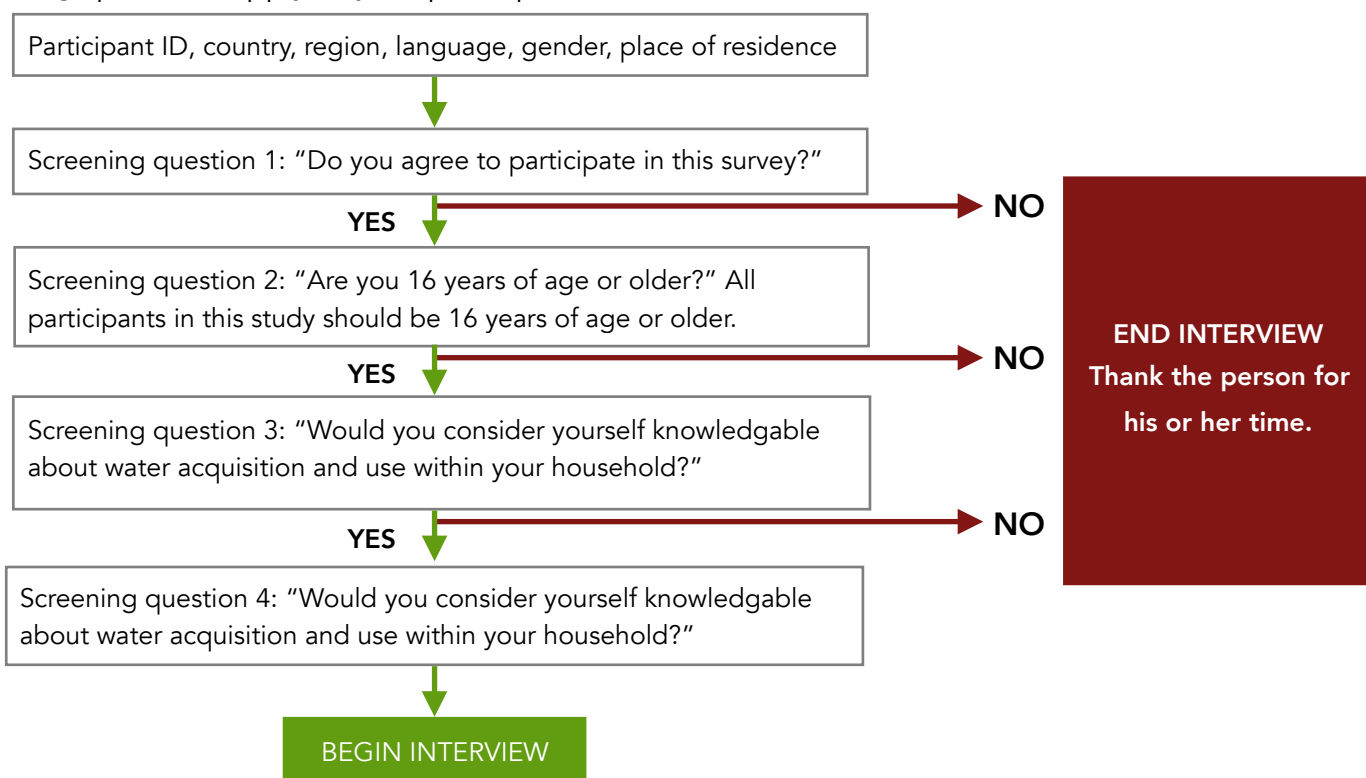 Participant ID, country, region, language, gender, place of residence
Screening question 1: “Do you agree to participate in this survey?”
YES
NO
Screening question 2: “Are you 16 years of age or older?” All
participants in this study should be 16 years of age or older.
YES
NO
Screening question 3: “Would you consider yourself knowledgable
about water acquisition and use within your household?”
YES
NO
Screening question 4: “Would you consider yourself knowledgable
about water acquisition and use within your household?”
BEGIN INTERVIEW
END INTERVIEW
Thank the person for
his or her time.